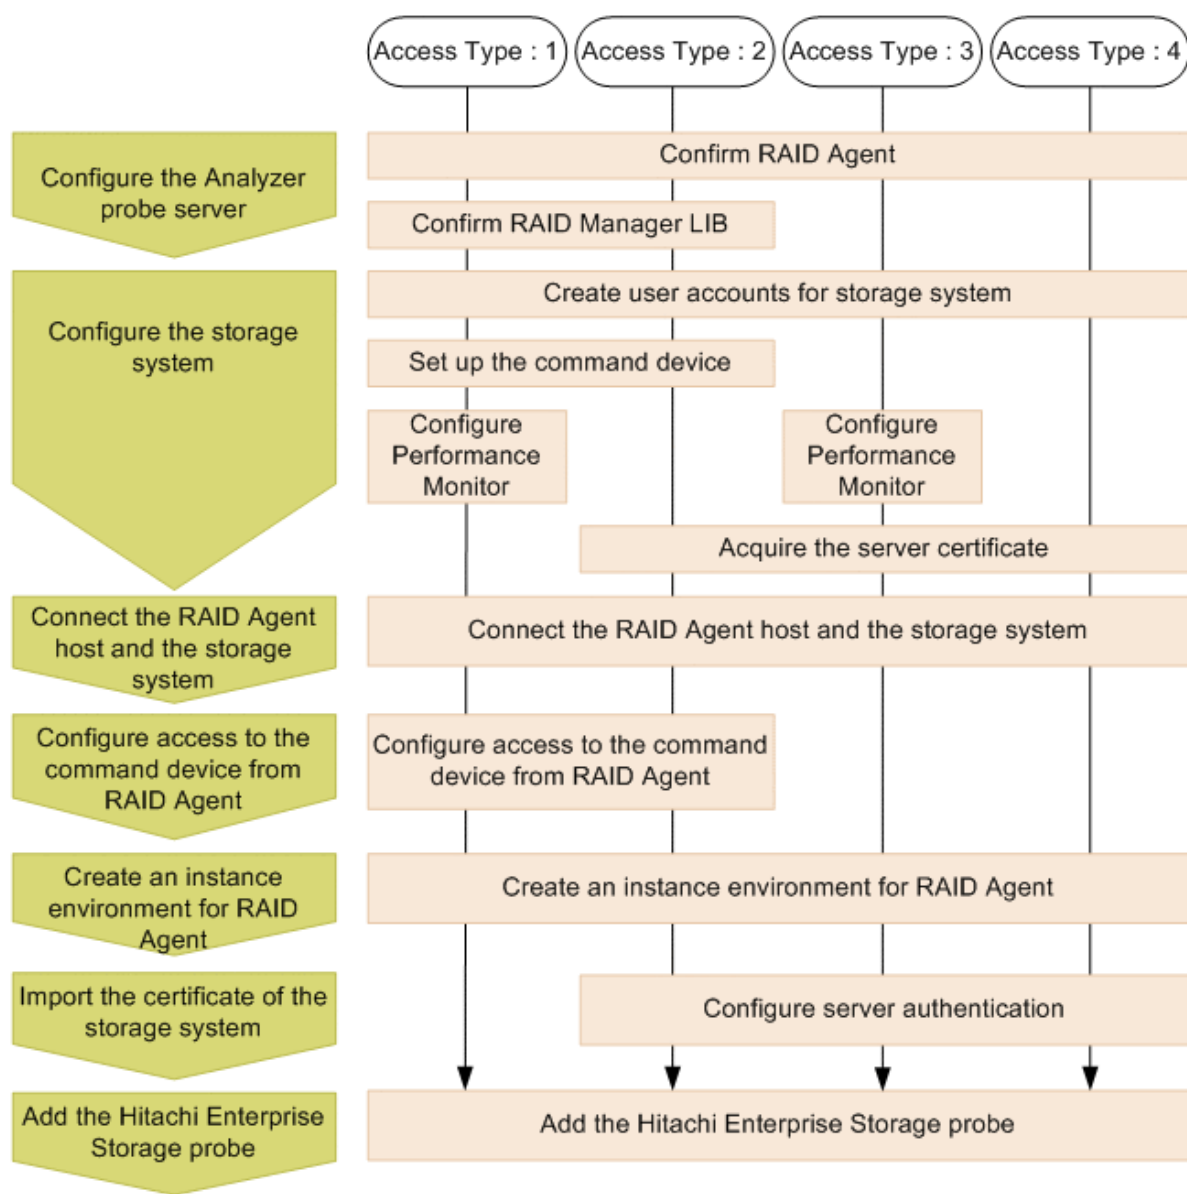 Access Type : 1
Access Type : 2
Access Type : 3
Access Type : 4
Configure the Analyzer
probe server
Confirm RAID Agent
Confirm RAID Manager LIB
Configure the storage
system
Create user accounts for storage system
Set up the command device
Configure
Performance
Monitor
Configure
Performance
Monitor
Acquire the server certificate
Connect the RAID Agent
host and the storage
system
Connect the RAID Agent host and the storage system
Configure access to the
command device from
RAID Agent
Configure access to the command
device from RAID Agent
Create an instance
environment for RAID
Agent
Create an instance environment for RAID Agent
Import the certificate of the
storage system
Configure server authentication
Add the Hitachi Enterprise
Storage probe
Add the Hitachi Enterprise Storage probe